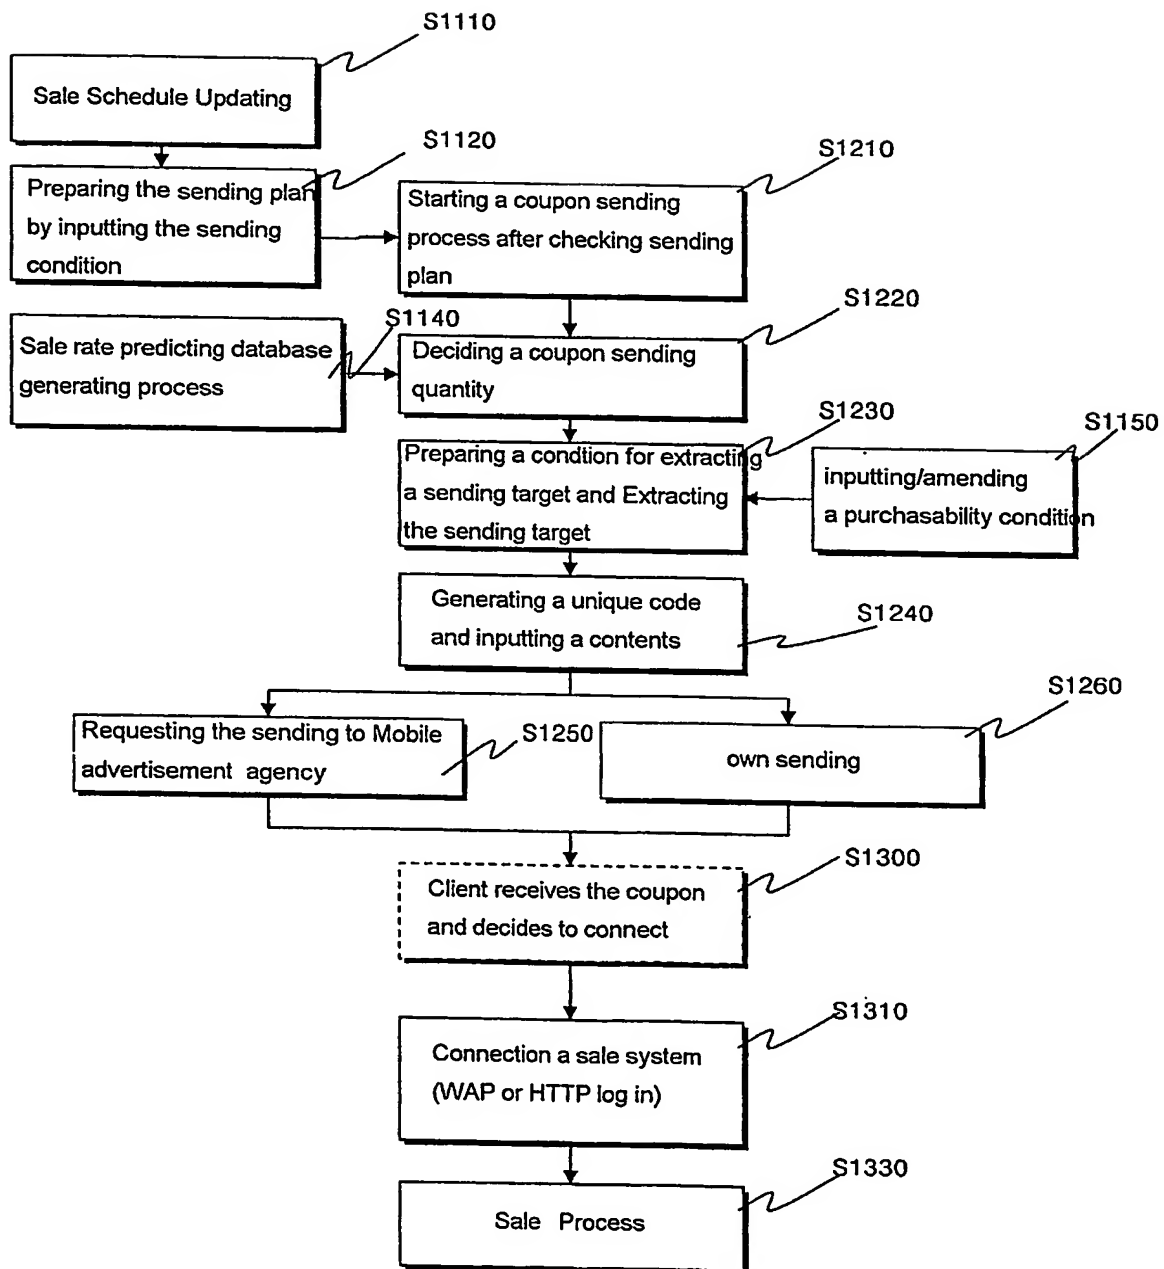 S1110
Sale Schedule Updating
S1120
Preparing the sending plan
by inputting the sending
condition
S1210
Starting a coupon sending
process after checking sending
plan
S1140
Sale rate predicting database
generating process
S1220
Deciding a coupon sending
quantity
S1230
Preparing a condtion for extracting
a sending target and Extracting
the sending target
S1150
inputting/amending
a purchasability condition
Generating a unique code
and inputting a contents
S1240
Requesting the sending to Mobile
advertisement agency
S1250
S1260
own sending
S1300
Client receives the coupon
and decides to connect
S1310
Connection a sale system
(WAP or HTTP log in)
S1330
Sale Process